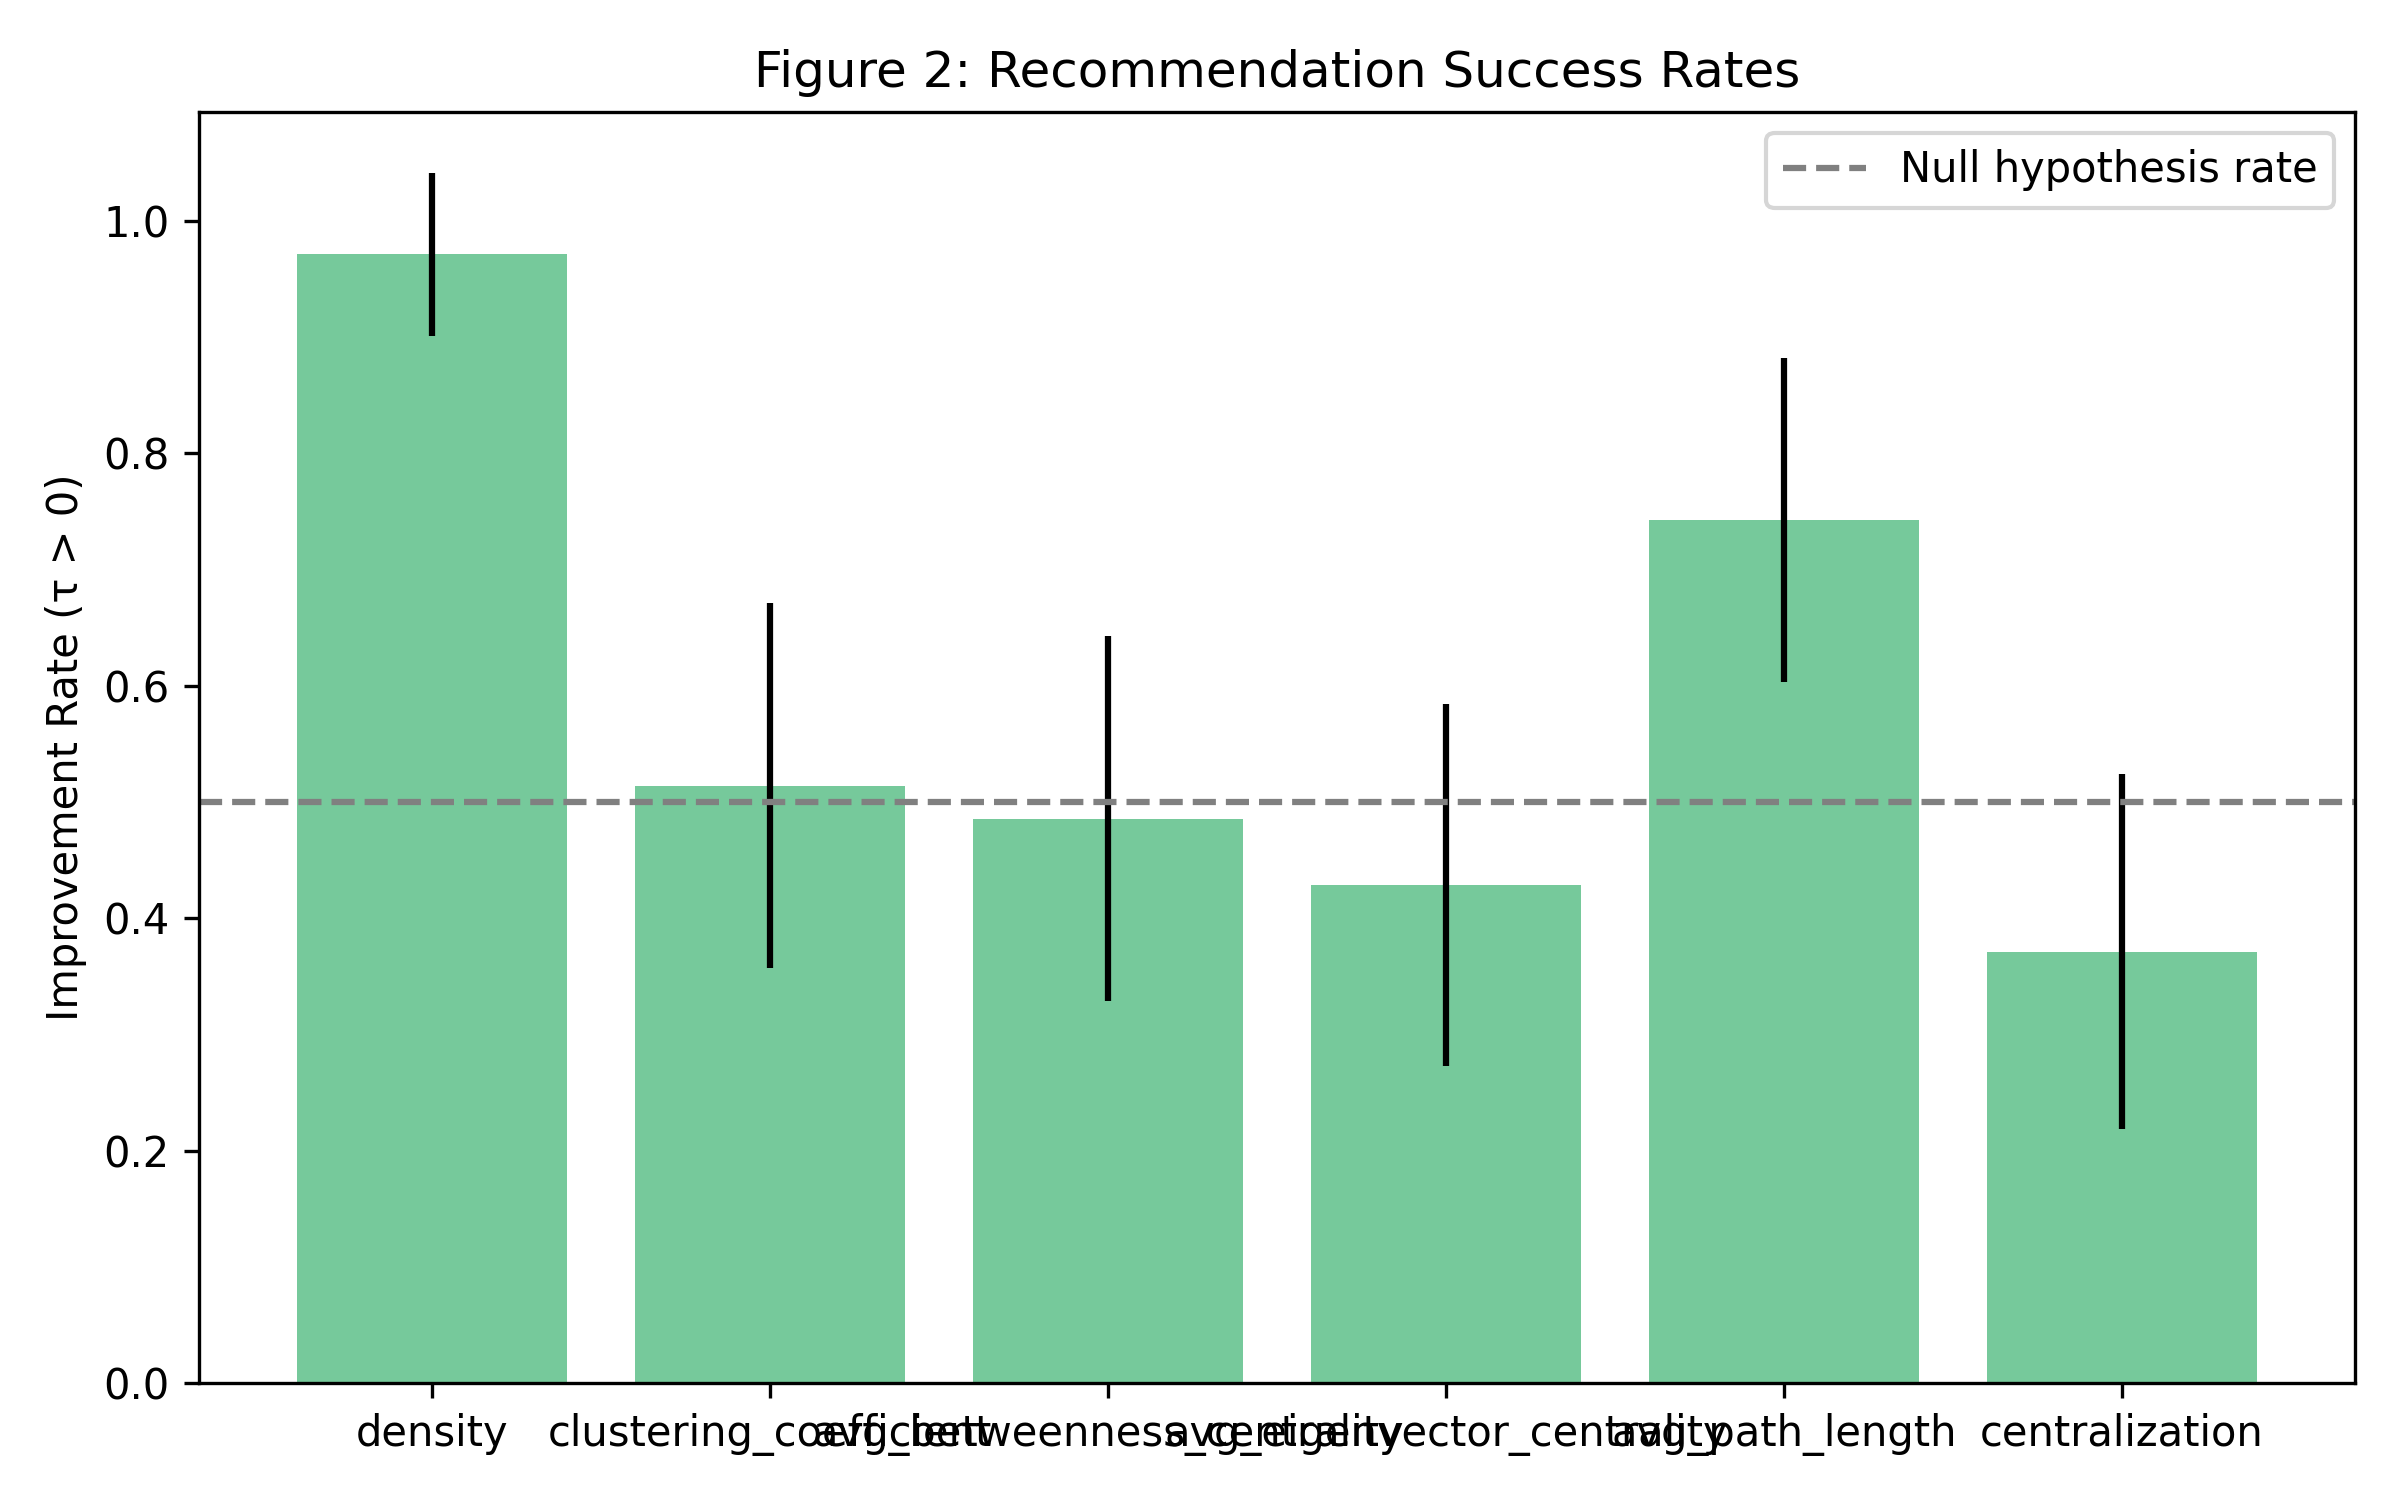 Figure 2: Recommendation Success Rates
Null hypothesis rate
Improvement Rate (τ > 0)
1.0
0.8
0.6
0.4
0.2
0.0
density
clustering_coefficient
avg_betweenness_centrality
avg_eigenvector_centrality
avg_path_length
centralization